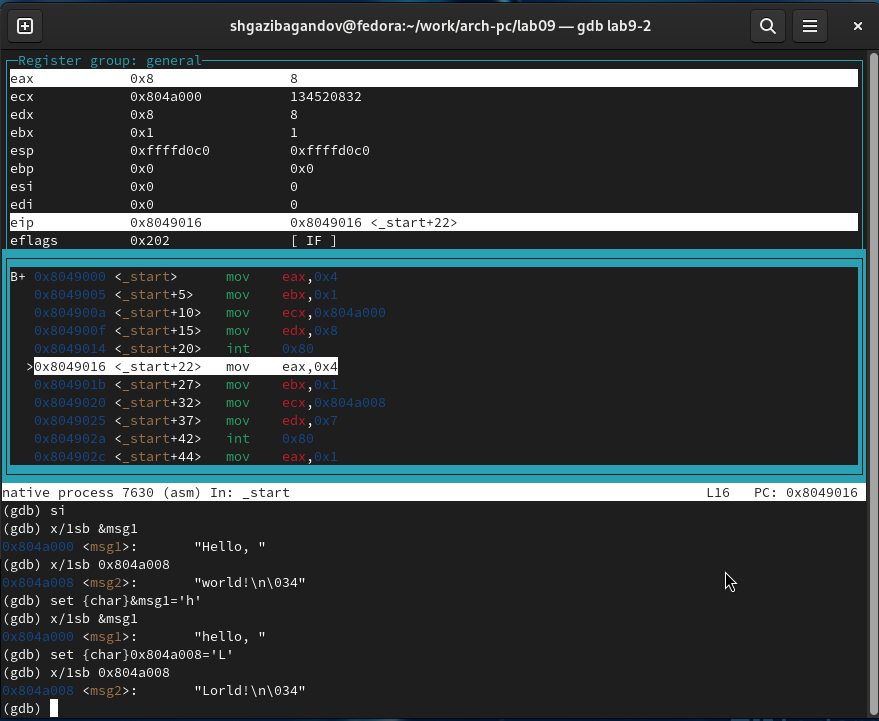 shgazibagandov@fedora:~/work/arch-pc/lab09 — gdb lab9-2
Register group: general
eax 0x8 8
ecx 0x804a000 134520832
edx 0x8 8
ebx 0x1 1
esp 0xffffd0c0 0xffffd0c0
ebp 0x0 0x0
esi 0x0 0
edi 0x0 0
eip 0x8049016 0x8049016 <_start+22>
eflags 0x202 [ IF ]
B+ 0x8049000 <_start> mov eax,0x4
0x8049005 <_start+5> mov ebx,0x1
0x804900a <_start+10> mov ecx,0x804a000
0x804900f <_start+15> mov edx,0x8
0x8049014 <_start+20> int 0x80
>0x8049016 <_start+22> mov eax,0x4
0x804901b <_start+27> mov ebx,0x1
0x8049020 <_start+32> mov ecx,0x804a008
0x8049025 <_start+37> mov edx,0x7
0x804902a <_start+42> int 0x80
0x804902c <_start+44> mov eax,0x1
native process 7630 (asm) In: _start L16 PC: 0x8049016
(gdb) si
(gdb) x/1sb &msg1
0x804a000 <msg1>: "Hello, "
(gdb) x/1sb 0x804a008
0x804a008 <msg2>: "world!\n\034"
(gdb) set {char}&msg1='h'
(gdb) x/1sb &msg1
0x804a000 <msg1>: "hello, "
(gdb) set {char}0x804a008='L'
(gdb) x/1sb 0x804a008
0x804a008 <msg2>: "Lorld!\n\034"
(gdb)